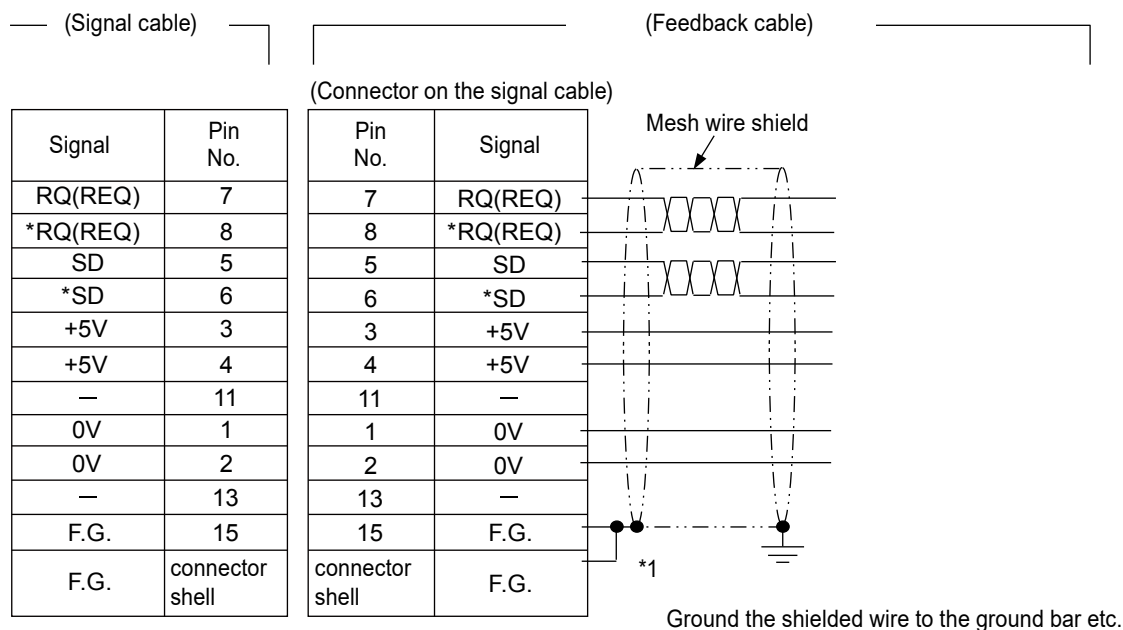 (Signal cable)
(Feedback cable)
(Connector on the signal cable)
Signal Pin No. Pin No. Signal
Mesh wire shield
RQ(REQ) 7 7 RQ(REQ)
*RQ(REQ) 8 8 *RQ(REQ)
SD 5 5 SD
*SD 6 6 *SD
+5V 3 3 +5V
+5V 4 4 +5V
— 11 11 —
0V 1 1 0V
0V 2 2 0V
— 13 13 —
F.G. 15 15 F.G.
F.G. connector shell connector shell F.G.
*1
Ground the shielded wire to the ground bar etc.